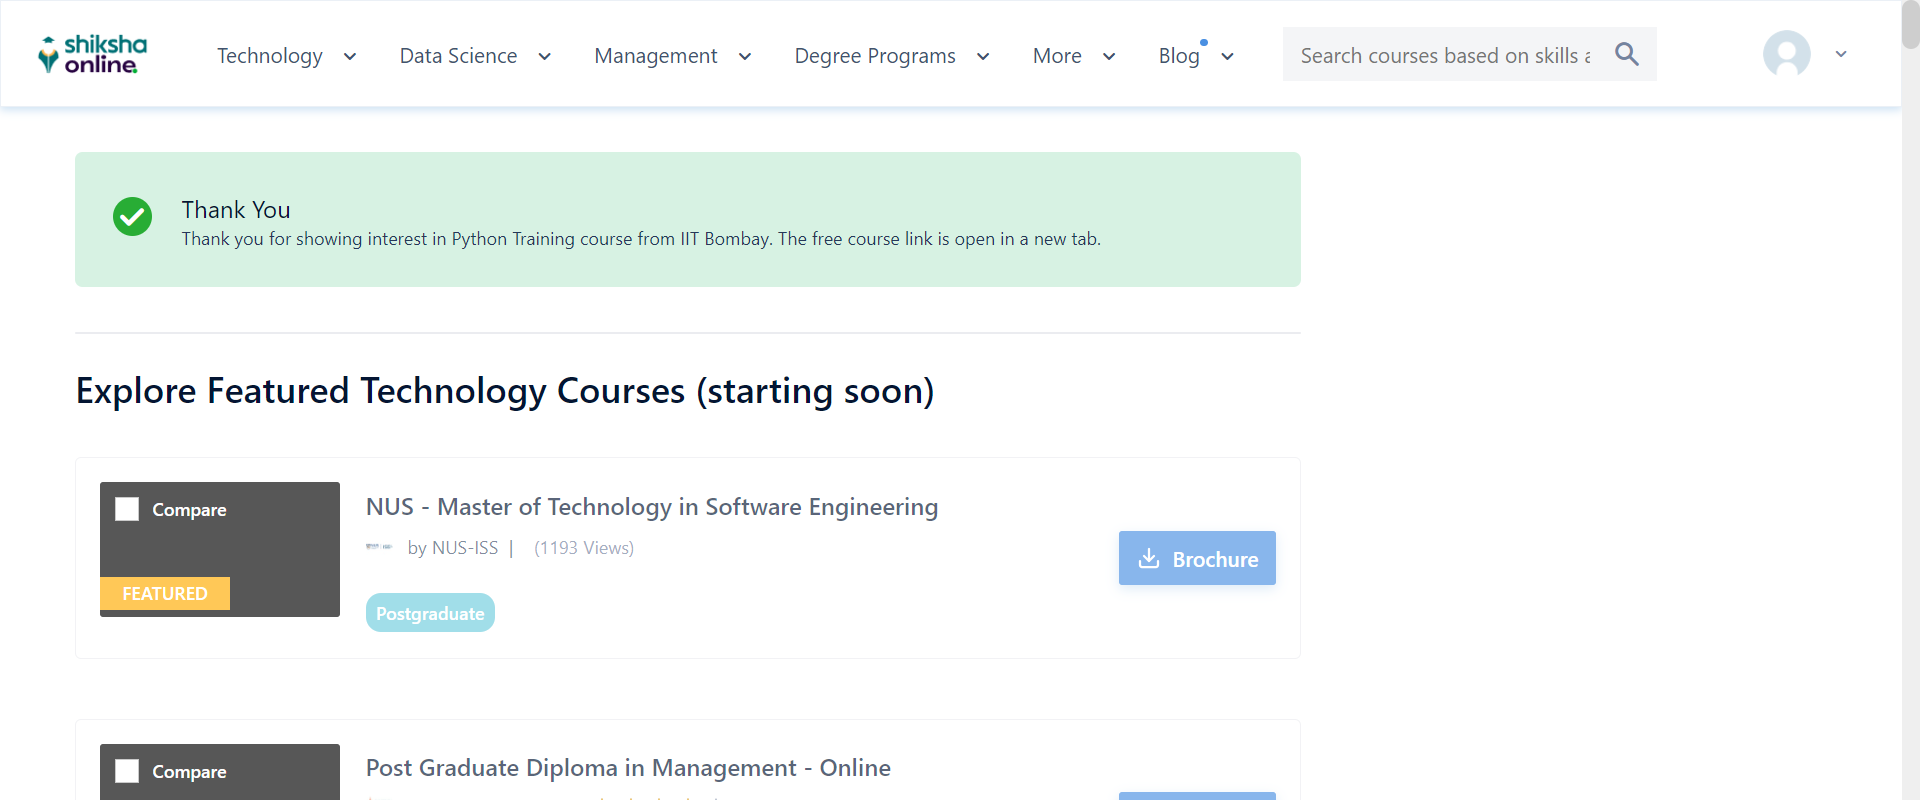 shiksha
online.
Technology
Data Science
Management
Degree Programs
More
Blog
Search courses based on skills a
Thank You
Thank you for showing interest in Python Training course from IIT Bombay. The free course link is open in a new tab.
Explore Featured Technology Courses (starting soon)
Compare
FEATURED
NUS - Master of Technology in Software Engineering
by NUS-ISS | (1193 Views)
Postgraduate
Brochure
Compare
Post Graduate Diploma in Management - Online